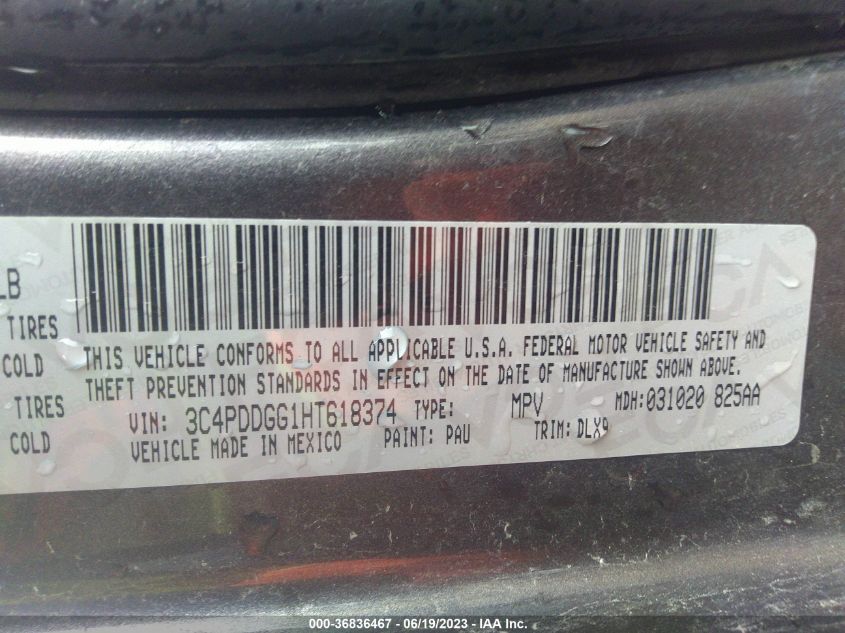 LB
TIRES
COLD
TIRES
COLD
THIS VEHICLE CONFORMS TO ALL APPLICABLE U.S.A. FEDERAL MOTOR VEHICLE SAFETY AND
THEFT PREVENTION STANDARDS IN EFFECT ON THE DATE OF MANUFACTURE SHOWN ABOVE.
VIN: 3C4PDDGG1HT618374 TYPE: MPV MDH:031020 825AA
VEHICLE MADE IN MEXICO PAINT: PAU TRIM: DLX9
000-36836467 - 06/19/2023 - IAA Inc.